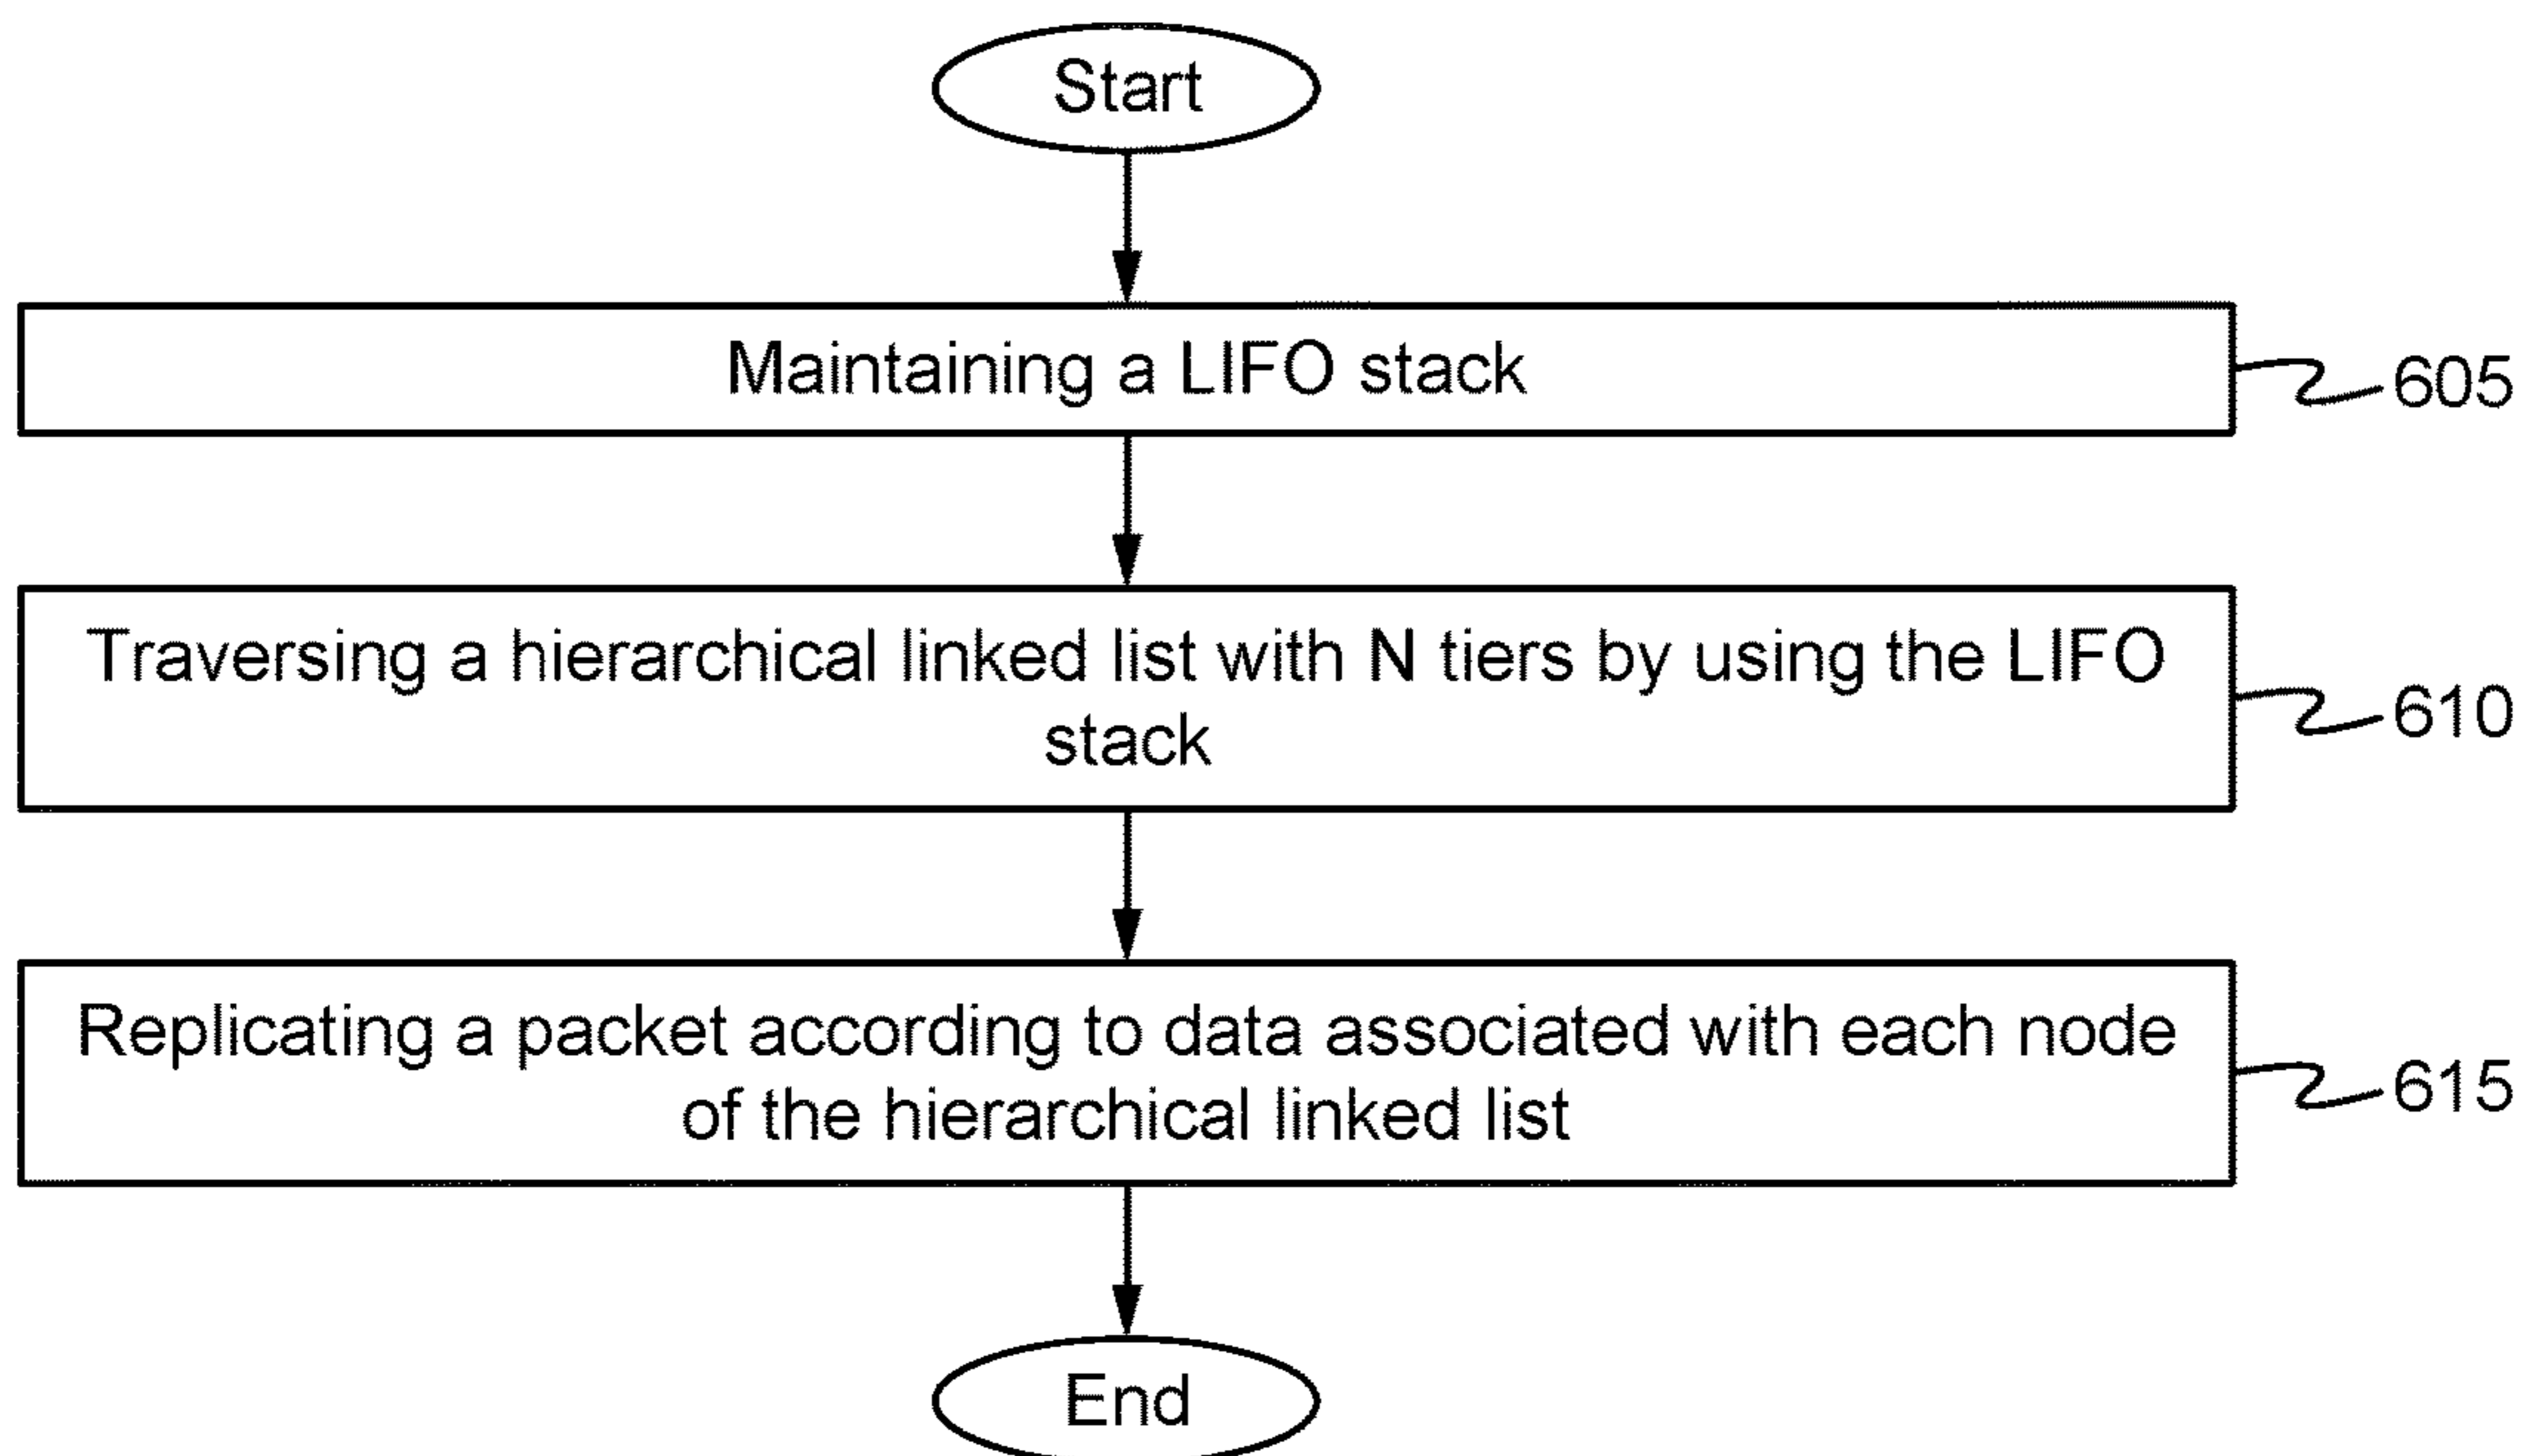 Start
Maintaining a LIFO stack
605
Traversing a hierarchical linked list with N tiers by using the LIFO
stack
610
Replicating a packet according to data associated with each node
of the hierarchical linked list
615
End